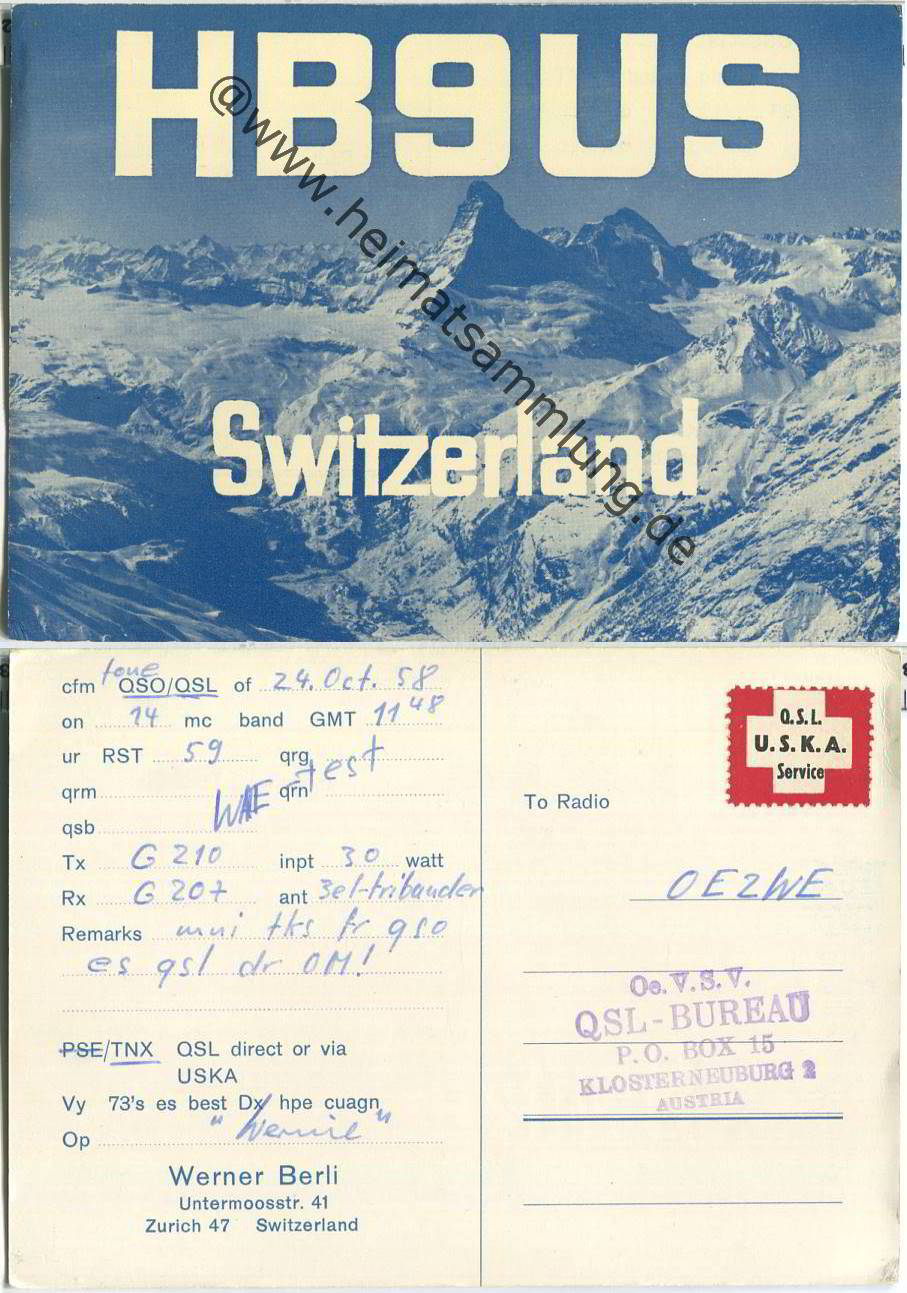 HB9US
@www.heimatsammlung.de
Switzerland
cfm fone QSO/QSL of 24. Oct. 58
on 14 mc band GMT 11 48
ur RST 59 qrg
qrm qrn
WAE-test
qsb
Tx G 210 inpt 30 watt
Rx G 207 ant 3el-tribander
Remarks mni tks fr qso
es qsl dr OM!
PSE/TNX QSL direct or via
USKA
Vy 73's es best Dx hpe cuagn
Op "Wernie"
Werner Berli
Untermoosstr. 41
Zurich 47 Switzerland
Q.S.L.
U.S.K.A.
Service
To Radio
OE2WE
Oe.V.S.V.
QSL-BUREAU
P.O. BOX 15
KLOSTERNEUBURG 2
AUSTRIA